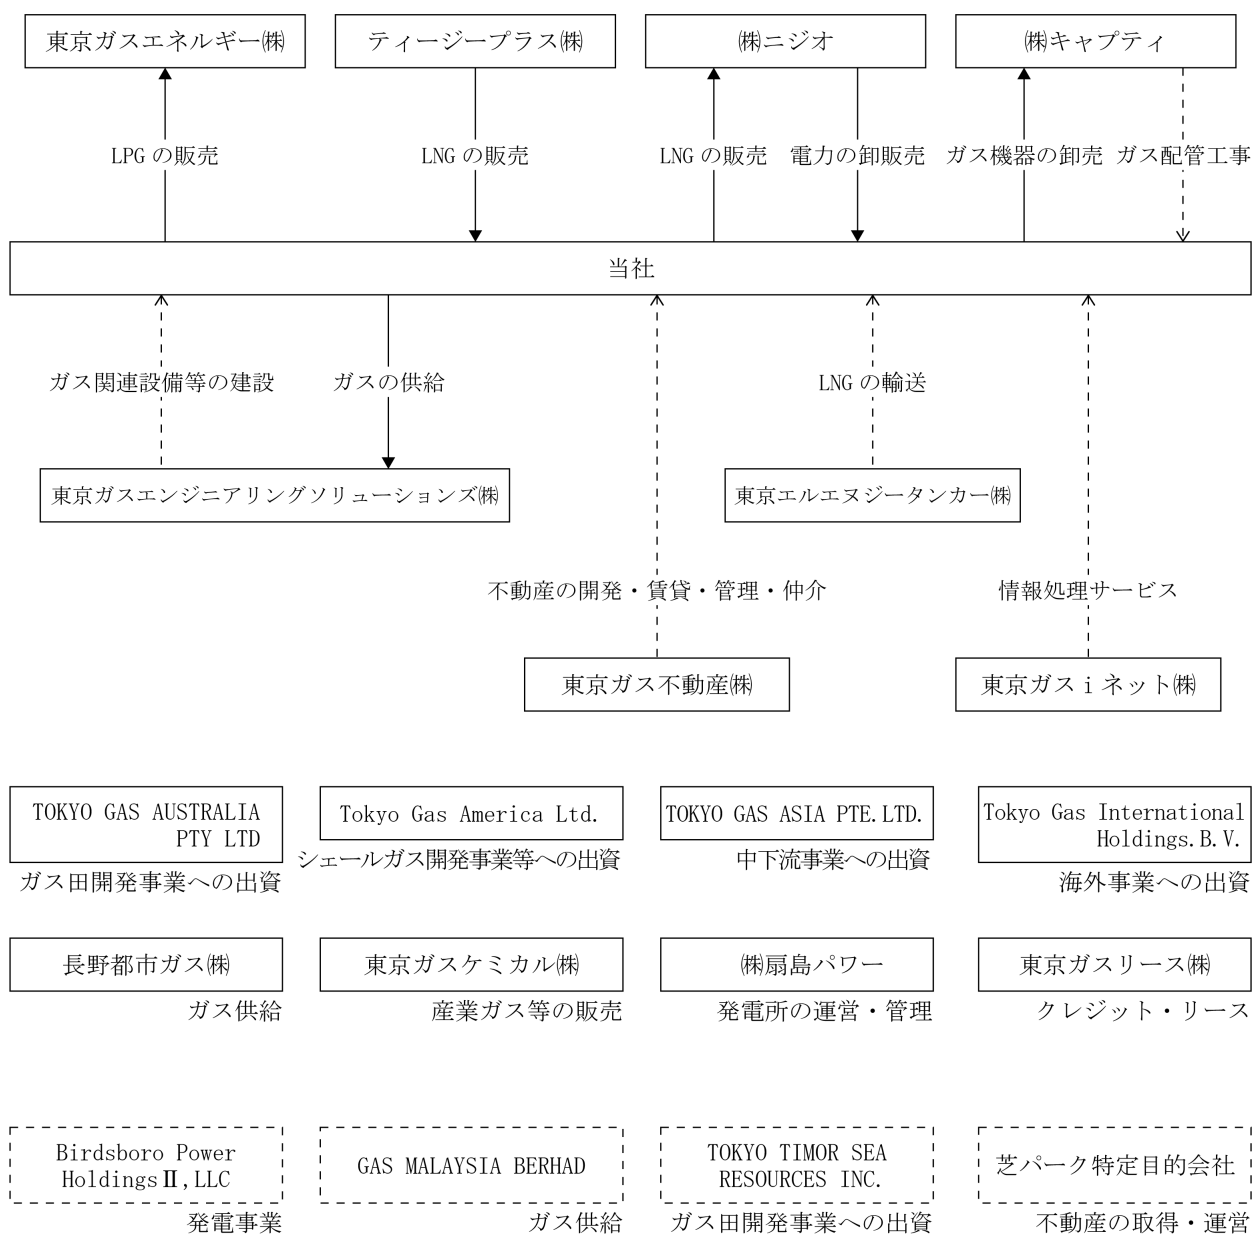 東京ガスエネルギー㈱
ティージープラス㈱
㈱ニジオ
㈱キャプティ
LPG の販売
LNG の販売
LNG の販売
電力の卸販売
ガス機器の卸売
ガス配管工事
当社
ガス関連設備等の建設
ガスの供給
LNG の輸送
東京ガスエンジニアリングソリューションズ㈱
東京エルエヌジータンカー㈱
不動産の開発・賃貸・管理・仲介
情報処理サービス
東京ガス不動産㈱
東京ガスｉネット㈱
TOKYO GAS AUSTRALIA
PTY LTD
ガス田開発事業への出資
Tokyo Gas America Ltd.
シェールガス開発事業等への出資
TOKYO GAS ASIA PTE.LTD.
中下流事業への出資
Tokyo Gas International
Holdings.B.V.
海外事業への出資
長野都市ガス㈱
ガス供給
東京ガスケミカル㈱
産業ガス等の販売
㈱扇島パワー
発電所の運営・管理
東京ガスリース㈱
クレジット・リース
Birdsboro Power
HoldingsⅡ,LLC
発電事業
GAS MALAYSIA BERHAD
ガス供給
TOKYO TIMOR SEA
RESOURCES INC.
ガス田開発事業への出資
芝パーク特定目的会社
不動産の取得・運営